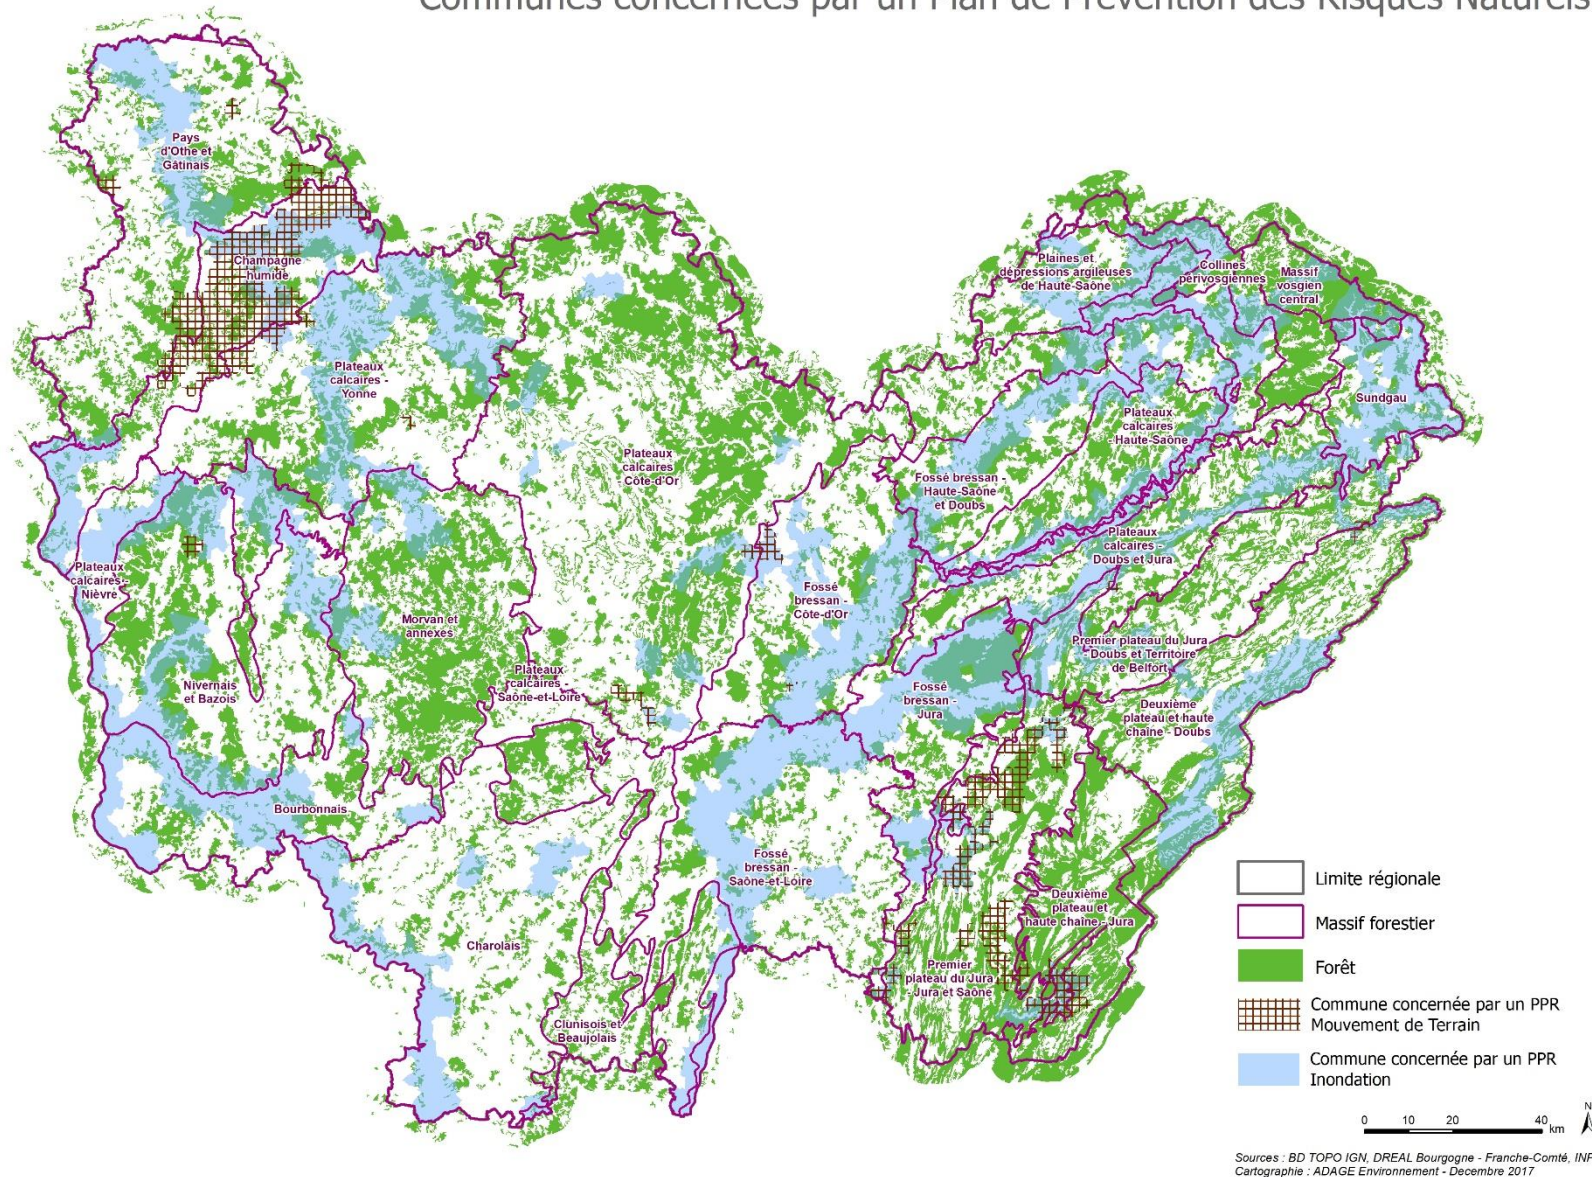 Communes concernées par un Plan de Prévention des Risques Naturels
Pays
d'Othe et
Gâtinais
Champagne
humide
Plateaux
calcaires -
Yonne
Plaines et
dépressions argileuses
de Haute-Saône
Collines
périvosgiennes
Massif
vosgien
central
Sundgau
Plateaux
calcaires
- Haute-Saône
Plateaux
calcaires
- Côte-d'Or
Fossé bressan -
Haute-Saône
et Doubs
Plateaux
calcaires -
Doubs et Jura
Plateaux
calcaires -
Nièvre
Fossé
bressan -
Côte-d'Or
Morvan et
annexes
Premier plateau du Jura
- Doubs et Territoire
de Belfort
Nivernais
et Bazois
Plateaux
calcaires -
Saône-et-Loire
Fossé
bressan -
Jura
Deuxième
plateau et haute
chaîne - Doubs
Bourbonnais
Fossé
bressan -
Saône-et-Loire
Deuxième
plateau et
haute chaîne - Jura
Charolais
Premier
plateau du Jura
- Jura et Saône
Clunisois et
Beaujolais
Limite régionale
Massif forestier
Forêt
Commune concernée par un PPR
Mouvement de Terrain
Commune concernée par un PPR
Inondation
0 10 20 40 km
N
Sources : BD TOPO IGN, DREAL Bourgogne - Franche-Comté, INP
Cartographie : ADAGE Environnement - Decembre 2017